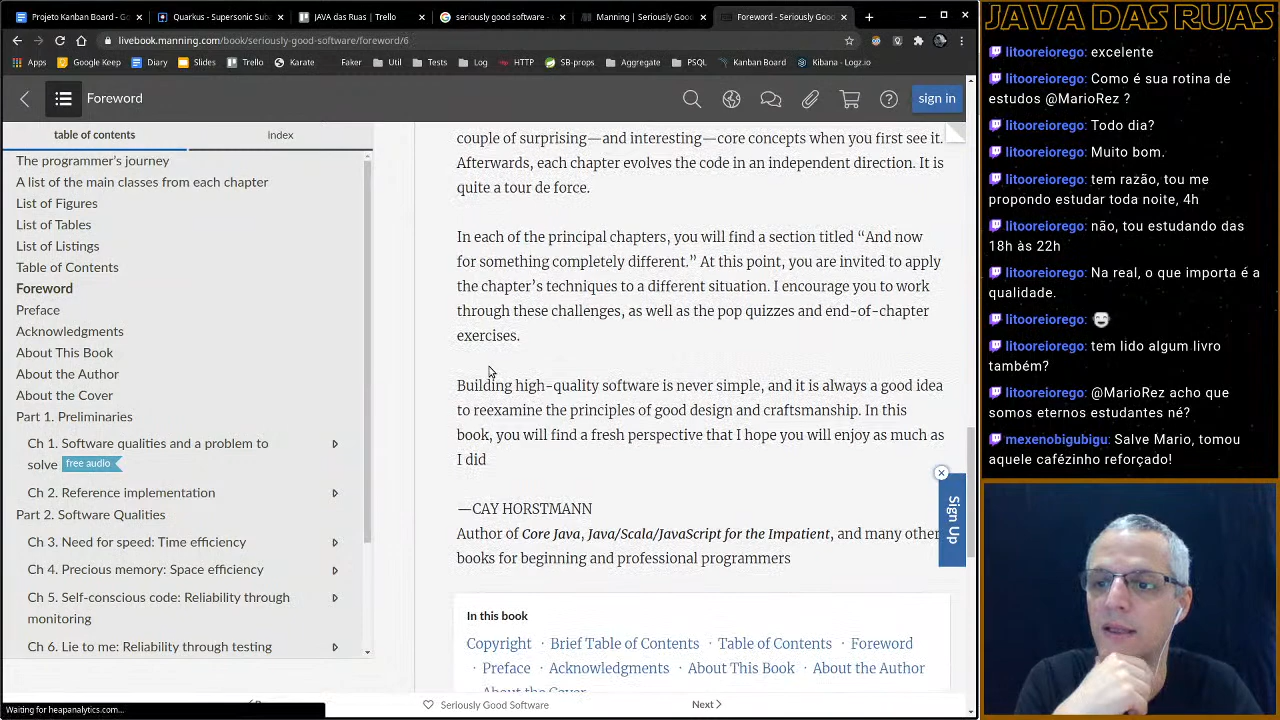 Projeto Kanban Board - Go
Quarkus - Supersonic Sub
JAVA das Ruas | Trello
seriously good software -
Manning | Seriously Good
Foreword - Seriously Goo
livebook.manning.com/book/seriously-good-software/foreword/6
Apps Google Keep Diary Slides Trello Karate Faker Util Tests Log HTTP SB-props Aggregate PSQL Kanban Board Kibana - Logz.io
Foreword
sign in
table of contents
index
The programmer's journey
A list of the main classes from each chapter
List of Figures
List of Tables
List of Listings
Table of Contents
Foreword
Preface
Acknowledgments
About This Book
About the Author
About the Cover
Part 1. Preliminaries
Ch 1. Software qualities and a problem to
solve free audio
Ch 2. Reference implementation
Part 2. Software Qualities
Ch 3. Need for speed: Time efficiency
Ch 4. Precious memory: Space efficiency
Ch 5. Self-conscious code: Reliability through
monitoring
Ch 6. Lie to me: Reliability through testing
couple of surprising—and interesting—core concepts when you first see it.
Afterwards, each chapter evolves the code in an independent direction. It is
quite a tour de force.
In each of the principal chapters, you will find a section titled “And now
for something completely different.” At this point, you are invited to apply
the chapter’s techniques to a different situation. I encourage you to work
through these challenges, as well as the pop quizzes and end-of-chapter
exercises.
Building high-quality software is never simple, and it is always a good idea
to reexamine the principles of good design and craftsmanship. In this
book, you will find a fresh perspective that I hope you will enjoy as much as
I did
—CAY HORSTMANN
Author of Core Java, Java/Scala/JavaScript for the Impatient, and many other
books for beginning and professional programmers
Sign Up
In this book
Copyright · Brief Table of Contents · Table of Contents · Foreword
· Preface · Acknowledgments · About This Book · About the Author
· About the Cover
Seriously Good Software
Next
Waiting for heapanalytics.com...
JAVA DAS RUAS
litooreiorego: excelente
litooreiorego: Como é sua rotina de
estudos @MarioRez ?
litooreiorego: Todo dia?
litooreiorego: Muito bom.
litooreiorego: tem razão, tou me
propondo estudar toda noite, 4h
litooreiorego: não, tou estudando das
18h às 22h
litooreiorego: Na real, o que importa é a
qualidade.
litooreiorego:
litooreiorego: tem lido algum livro
também?
litooreiorego: @MarioRez acho que
somos eternos estudantes né?
mexenobigubigu: Salve Mario, tomou
aquele cafézinho reforçado!